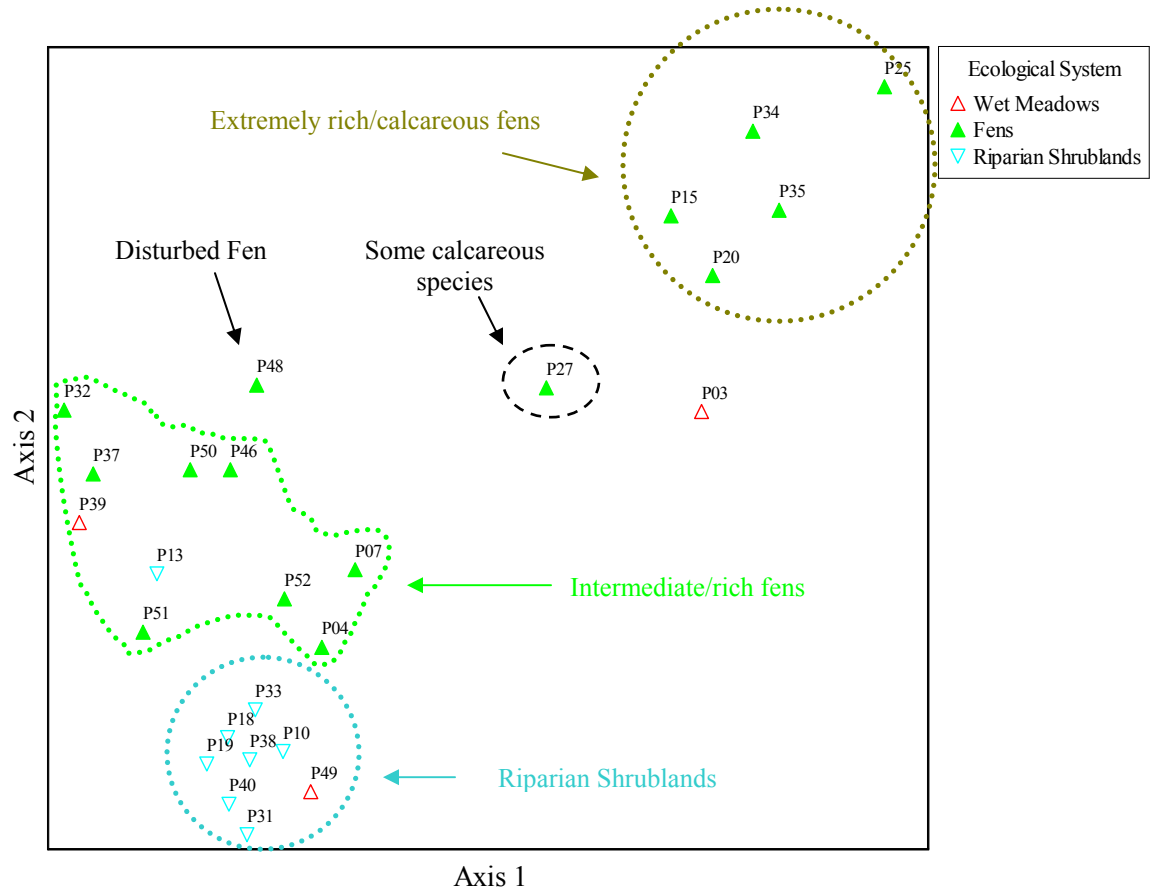 P25
Ecological System
Wet Meadows
Fens
Riparian Shrublands
Extremely rich/calcareous fens
P34
P15
P35
P20
Disturbed Fen
Some calcareous
species
P48
P27
P03
P32
P37
P50
P46
P39
P13
P07
P52
P51
P04
Intermediate/rich fens
P33
P18
P19
P38
P10
P40
P49
P31
Riparian Shrublands
Axis 2
Axis 1